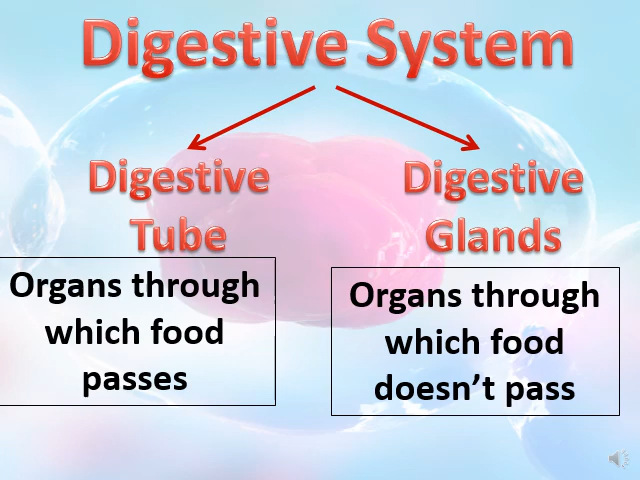 Digestive System
Digestive
Tube
Digestive
Glands
Organs through
which food
passes
Organs through
which food
doesn’t pass